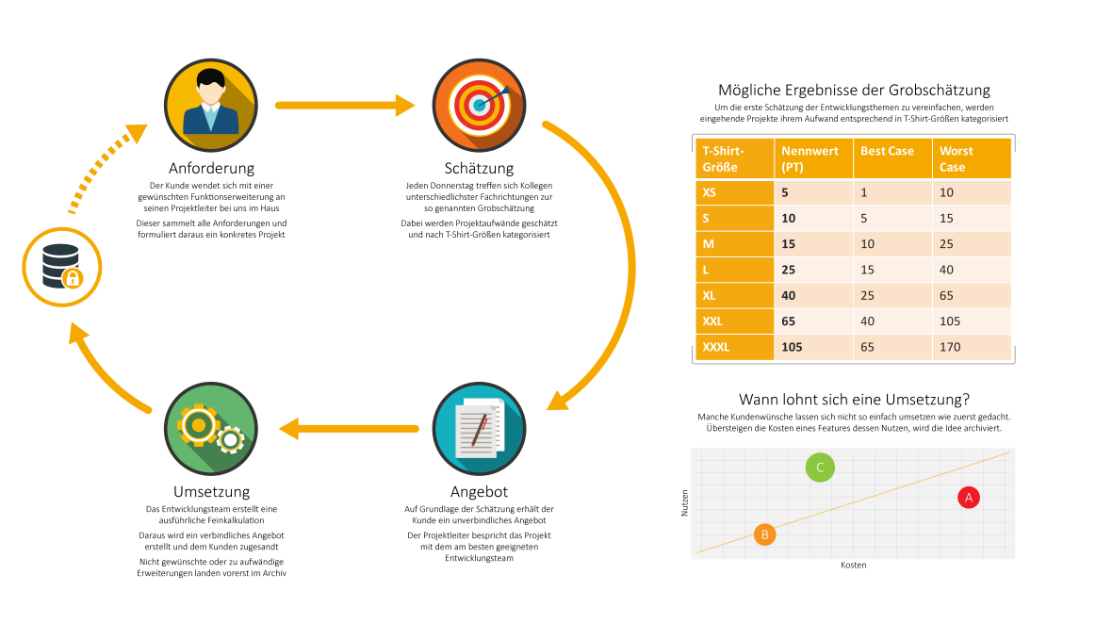 Anforderung
Der Kunde wendet sich mit einer
gewünschten Funktionserweiterung an
seinen Projektleiter bei uns im Haus
Dieser sammelt alle Anforderungen und
formuliert daraus ein konkretes Projekt
Schätzung
Jeden Donnerstag treffen sich Kollegen
unterschiedlichster Fachrichtungen zur
so genannten Grobschätzung
Dabei werden Projektaufwände geschätzt
und nach T-Shirt-Größen kategorisiert
Umsetzung
Das Entwicklungsteam erstellt eine
ausführliche Feinkalkulation
Daraus wird ein verbindliches Angebot
erstellt und dem Kunden zugesandt
Nicht gewünschte oder zu aufwändige
Erweiterungen landen vorerst im Archiv
Angebot
Auf Grundlage der Schätzung erhält der
Kunde ein unverbindliches Angebot
Der Projektleiter bespricht das Projekt
mit dem am besten geeigneten
Entwicklungsteam
Mögliche Ergebnisse der Grobschätzung
Um die erste Schätzung der Entwicklungsthemen zu vereinfachen, werden
eingehende Projekte ihrem Aufwand entsprechend in T-Shirt-Größen kategorisiert
T-Shirt- Nennwert Best Case Worst
Größe (PT) Case
XS 5 1 10
S 10 5 15
M 15 10 25
L 25 15 40
XL 40 25 65
XXL 65 40 105
XXXL 105 65 170
Wann lohnt sich eine Umsetzung?
Manche Kundenwünsche lassen sich nicht so einfach umsetzen wie zuerst gedacht.
Übersteigen die Kosten eines Features dessen Nutzen, wird die Idee archiviert.
Nutzen
C
A
B
Kosten